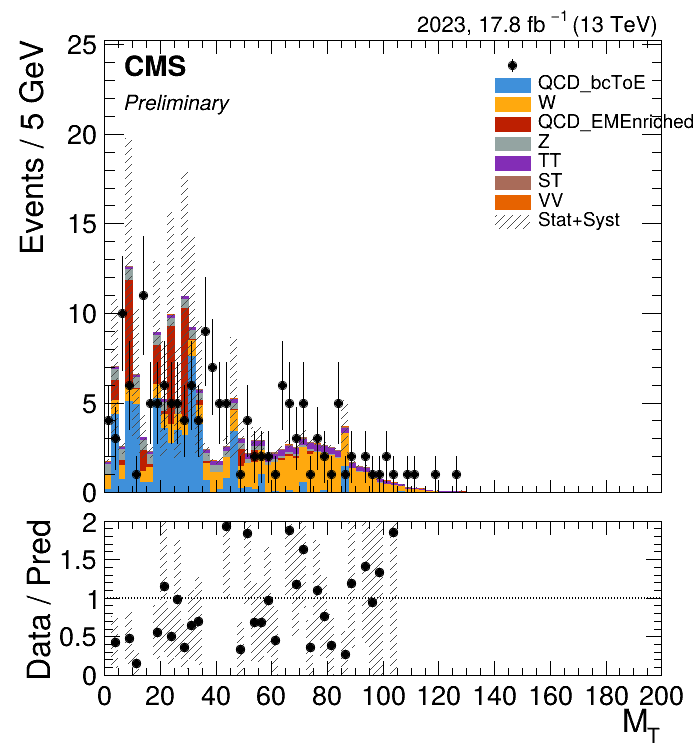 2023, 17.8 fb⁻¹ (13 TeV)
Events / 5 GeV
25
20
15
10
5
0
CMS
Preliminary
QCD_bcToE
W
QCD_EMEnriched
Z
TT
ST
VV
Stat+Syst
Data / Pred
2
1.5
1
0.5
0
0 20 40 60 80 100 120 140 160 180 200
M_T